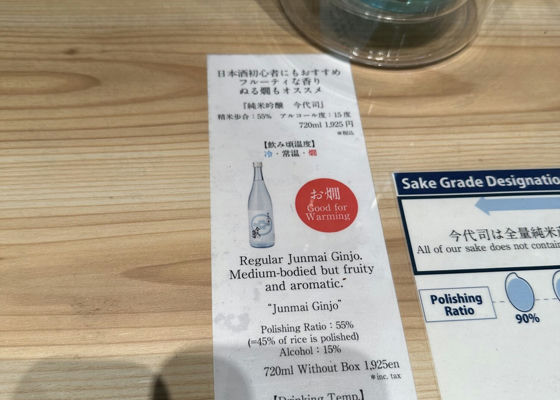 日本酒初心者にもおすすめ
フルーティな香り
ぬる燗もオススメ
『純米吟醸 今代司』
精米歩合:55% アルコール度:15度
720ml 1,925円
*税込
【飲み頃温度】
冷・常温・燗
お燗
Good for
Warming
Regular Junmai Ginjo.
Medium-bodied but fruity
and aromatic.
"Junmai Ginjo"
Polishing Ratio : 55%
(=45% of rice is polished)
Alcohol : 15%
720ml Without Box 1,925en
*inc. tax
【Drinking Temp.】
Sake Grade Designatio
今代司は全量純米
All of our sake does not contain
Polishing
Ratio
90%